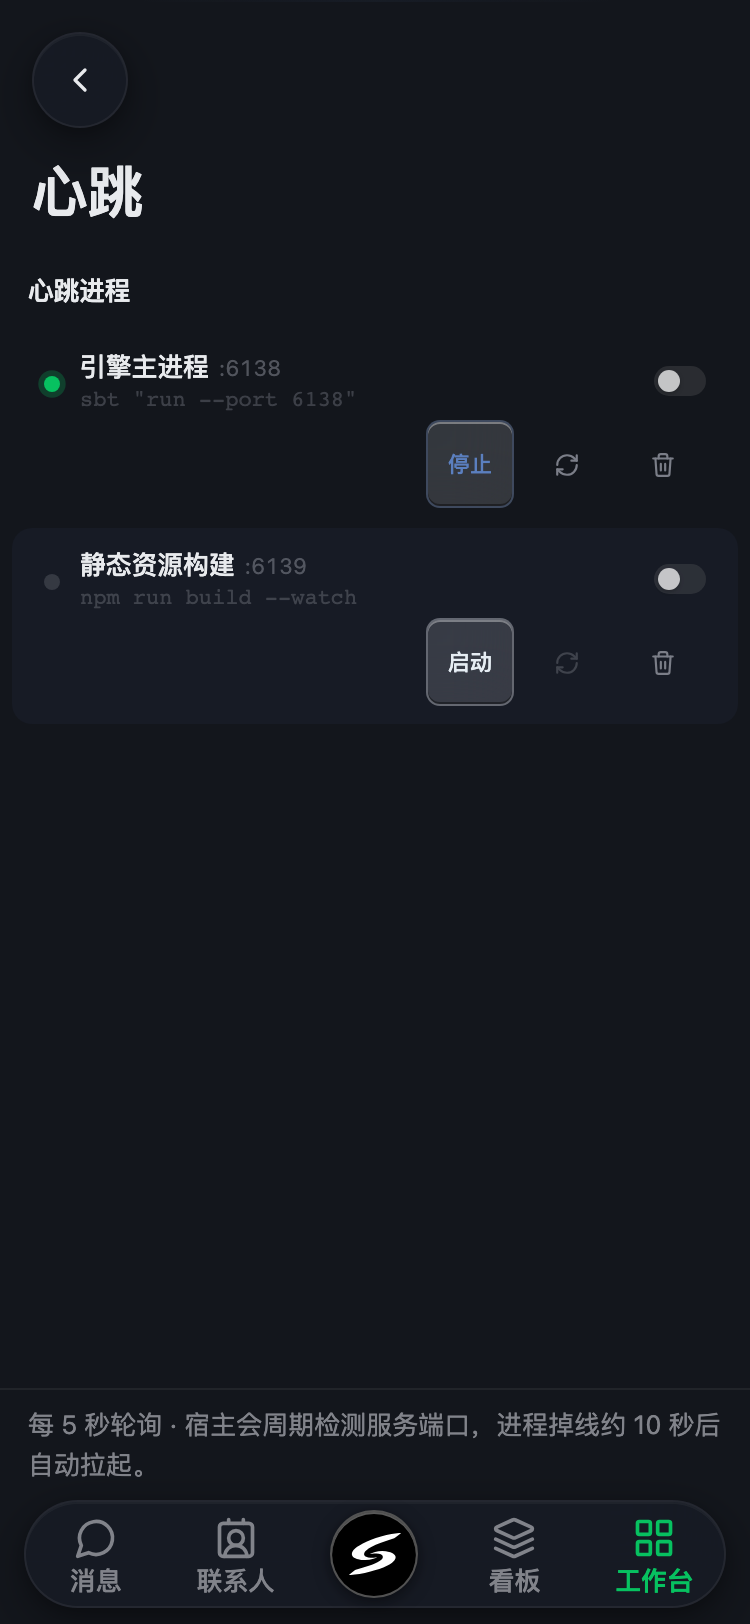 心跳
心跳进程
引擎主进程 :6138
sbt "run --port 6138"
停止
静态资源构建 :6139
npm run build --watch
启动
每 5 秒轮询 · 宿主会周期检测服务端口，进程掉线约 10 秒后
自动拉起。
消息
联系人
看板
工作台